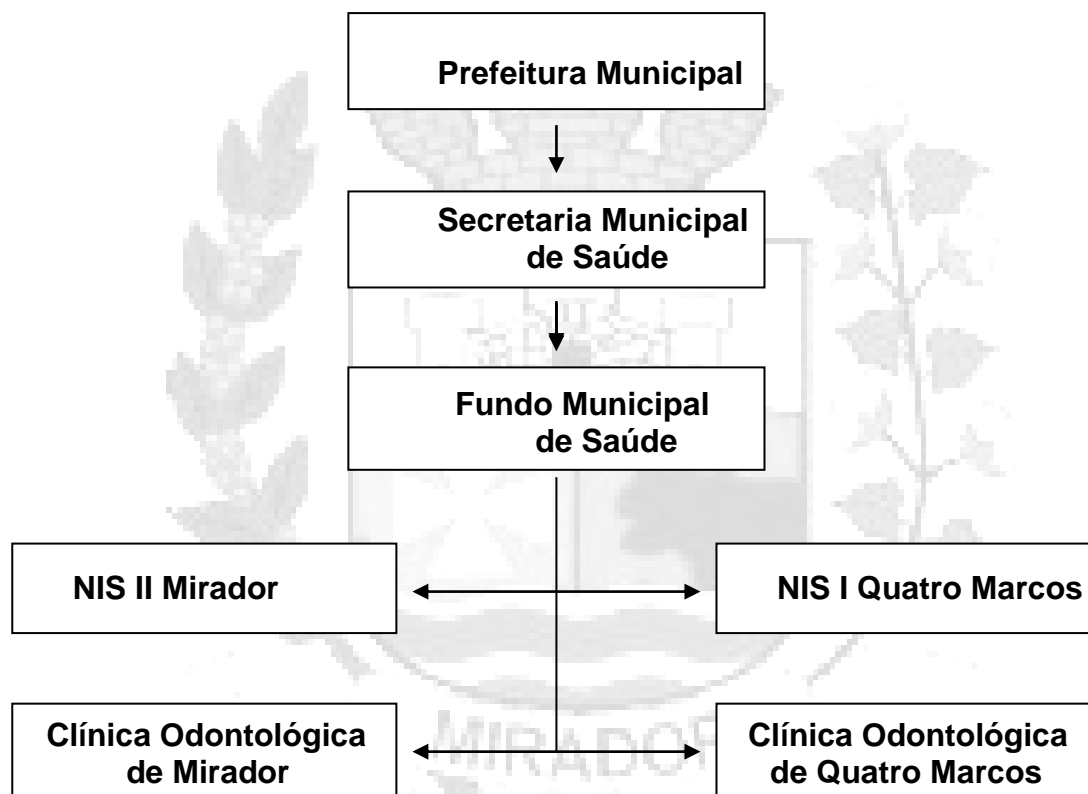 Prefeitura Municipal
Secretaria Municipal
de Saúde
Fundo Municipal
de Saúde
NIS II Mirador
NIS I Quatro Marcos
Clínica Odontológica
de Mirador
Clínica Odontológica
de Quatro Marcos
MIRADOR